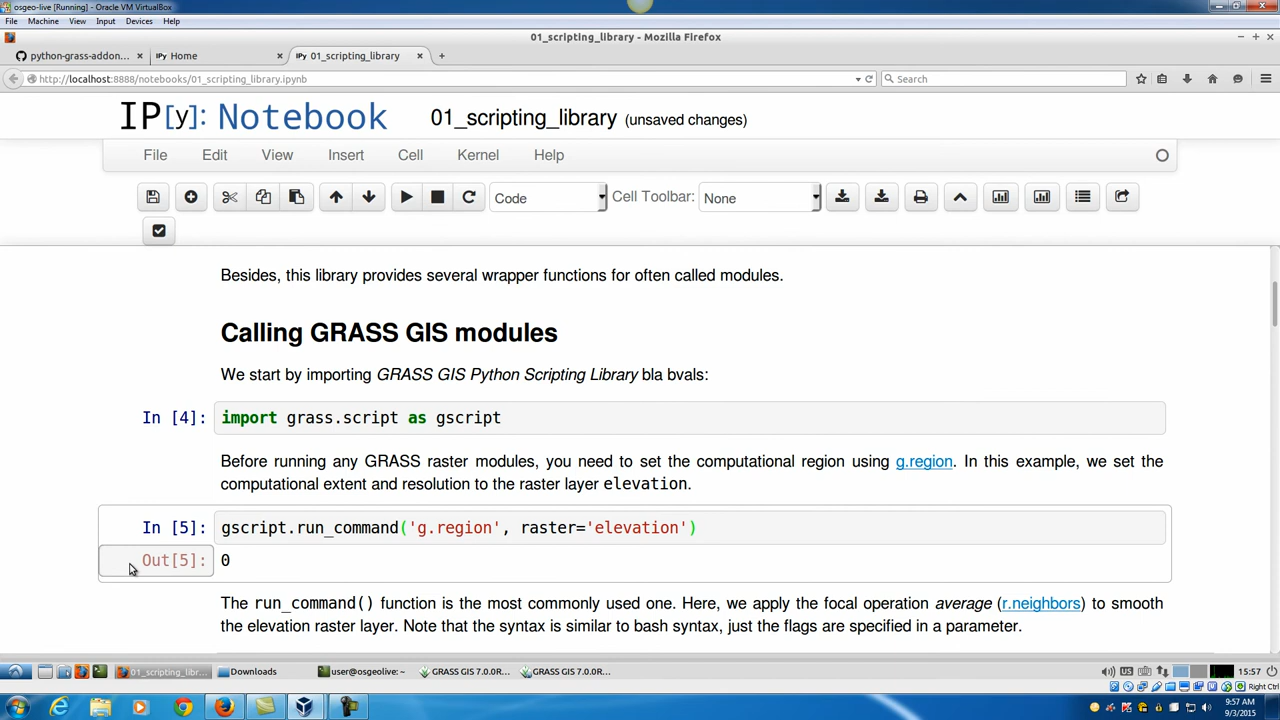 osgeo-live [Running] - Oracle VM VirtualBox
File Machine View Input Devices Help
01_scripting_library - Mozilla Firefox
python-grass-addon... × IPy Home × IPy 01_scripting_library ×
http://localhost:8888/notebooks/01_scripting_library.ipynb
Search
IP[y]: Notebook 01_scripting_library (unsaved changes)
File Edit View Insert Cell Kernel Help
Code Cell Toolbar: None
Besides, this library provides several wrapper functions for often called modules.
Calling GRASS GIS modules
We start by importing GRASS GIS Python Scripting Library bla bvals:
In [4]: import grass.script as gscript
Before running any GRASS raster modules, you need to set the computational region using g.region. In this example, we set the
computational extent and resolution to the raster layer elevation.
In [5]: gscript.run_command('g.region', raster='elevation')
Out[5]: 0
The run_command() function is the most commonly used one. Here, we apply the focal operation average (r.neighbors) to smooth
the elevation raster layer. Note that the syntax is similar to bash syntax, just the flags are specified in a parameter.
01_scripting_libr... Downloads user@osgeolive: ~ GRASS GIS 7.0.0R... GRASS GIS 7.0.0R... US 15:57
Right Ctrl
9:57 AM
9/3/2015